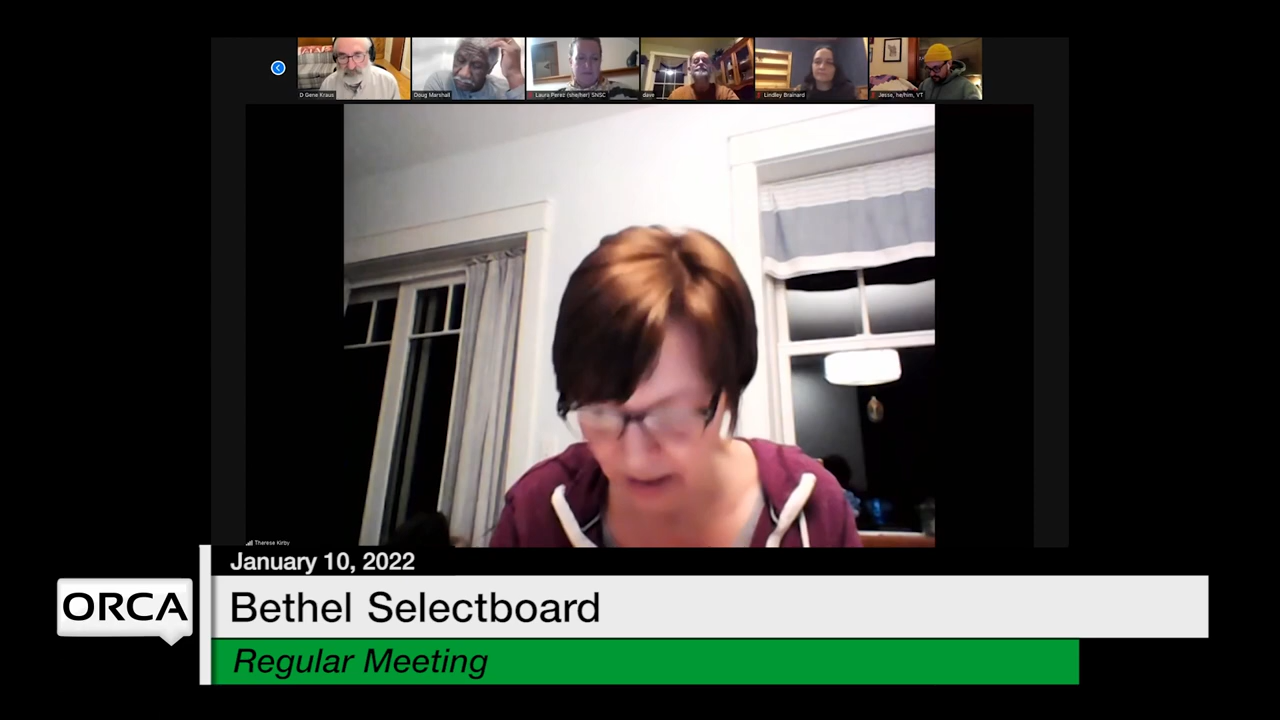 D Gene Kraus
Doug Marshall
Laura Perez (she/her) SNSC
dave
Lindley Brainard
Jesse, he/him, VT
Therese Kirby
January 10, 2022
ORCA
Bethel Selectboard
Regular Meeting